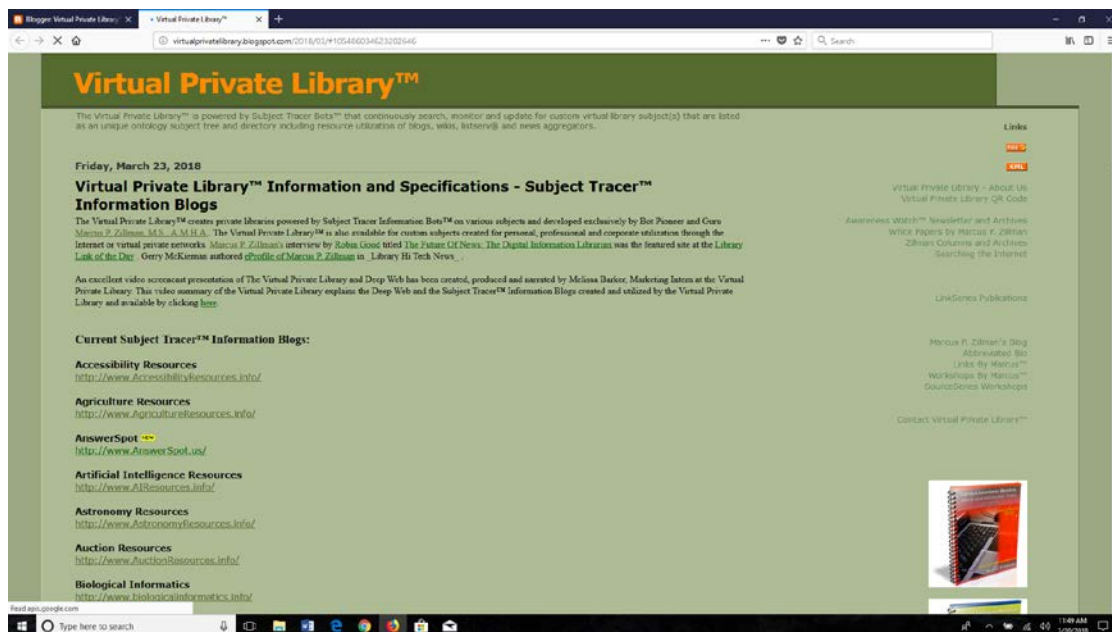 Blogger: Virtual Private Library
Virtual Private Library™
virtualprivatelibrary.blogspot.com/2018/03/#105486034623202646
Search
Virtual Private Library™
The Virtual Private Library™ is powered by Subject Tracer Bots™ that continuously search, monitor and update for custom virtual library subject(s) that are listed
as an unique ontology subject tree and directory including resource utilization of blogs, wikis, listserv® and news aggregators.
Friday, March 23, 2018
Virtual Private Library™ Information and Specifications - Subject Tracer™
Information Blogs
The Virtual Private Library™ creates private libraries powered by Subject Tracer Information Bots™ on various subjects and developed exclusively by Bot Pioneer and Guru
Marcus P. Zillman, M.S., A.M.H.A.. The Virtual Private Library™ is also available for custom subjects created for personal, professional and corporate utilization through the
Internet or virtual private networks. Marcus P. Zillman's interview by Robin Good titled The Future Of News: The Digital Information Librarian was the featured site at the Library
Link of the Day . Gerry McKiernan authored eProfile of Marcus P. Zillman in _Library Hi Tech News_ .
An excellent video screencast presentation of The Virtual Private Library and Deep Web has been created, produced and narrated by Melissa Barker, Marketing Intern at the Virtual
Private Library. This video summary of the Virtual Private Library explains the Deep Web and the Subject Tracer™ Information Blogs created and utilized by the Virtual Private
Library and available by clicking here.
Current Subject Tracer™ Information Blogs:
Accessibility Resources
http://www.AccessibilityResources.info/
Agriculture Resources
http://www.AgricultureResources.info/
AnswerSpot NEW
http://www.AnswerSpot.us/
Artificial Intelligence Resources
http://www.AIResources.info/
Astronomy Resources
http://www.AstronomyResources.info/
Auction Resources
http://www.AuctionResources.info/
Biological Informatics
http://www.biologicalinformatics.info/
Links
XML
Virtual Private Library - About Us
Virtual Private Library QR Code
Awareness Watch™ Newsletter and Archives
White Papers by Marcus P. Zillman
Zillman Columns and Archives
Searching the Internet
LinkSeries Publications
Marcus P. Zillman's Blog
Abbreviated Bio
Links By Marcus™
Workshops By Marcus™
SourceSeries Workshops
Contact Virtual Private Library™
Read apis.google.com
Type here to search
11:49 AM